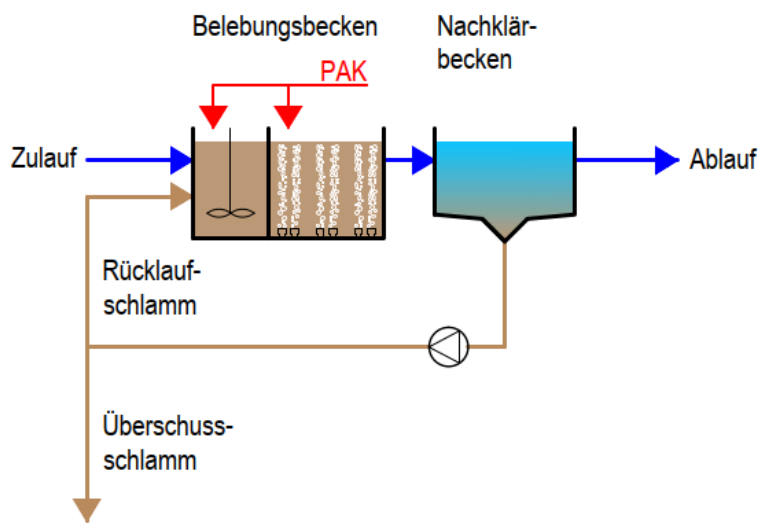 Belebungsbecken
Nachklär-
becken
PAK
Zulauf
Ablauf
Rücklauf-
schlamm
Überschuss-
schlamm